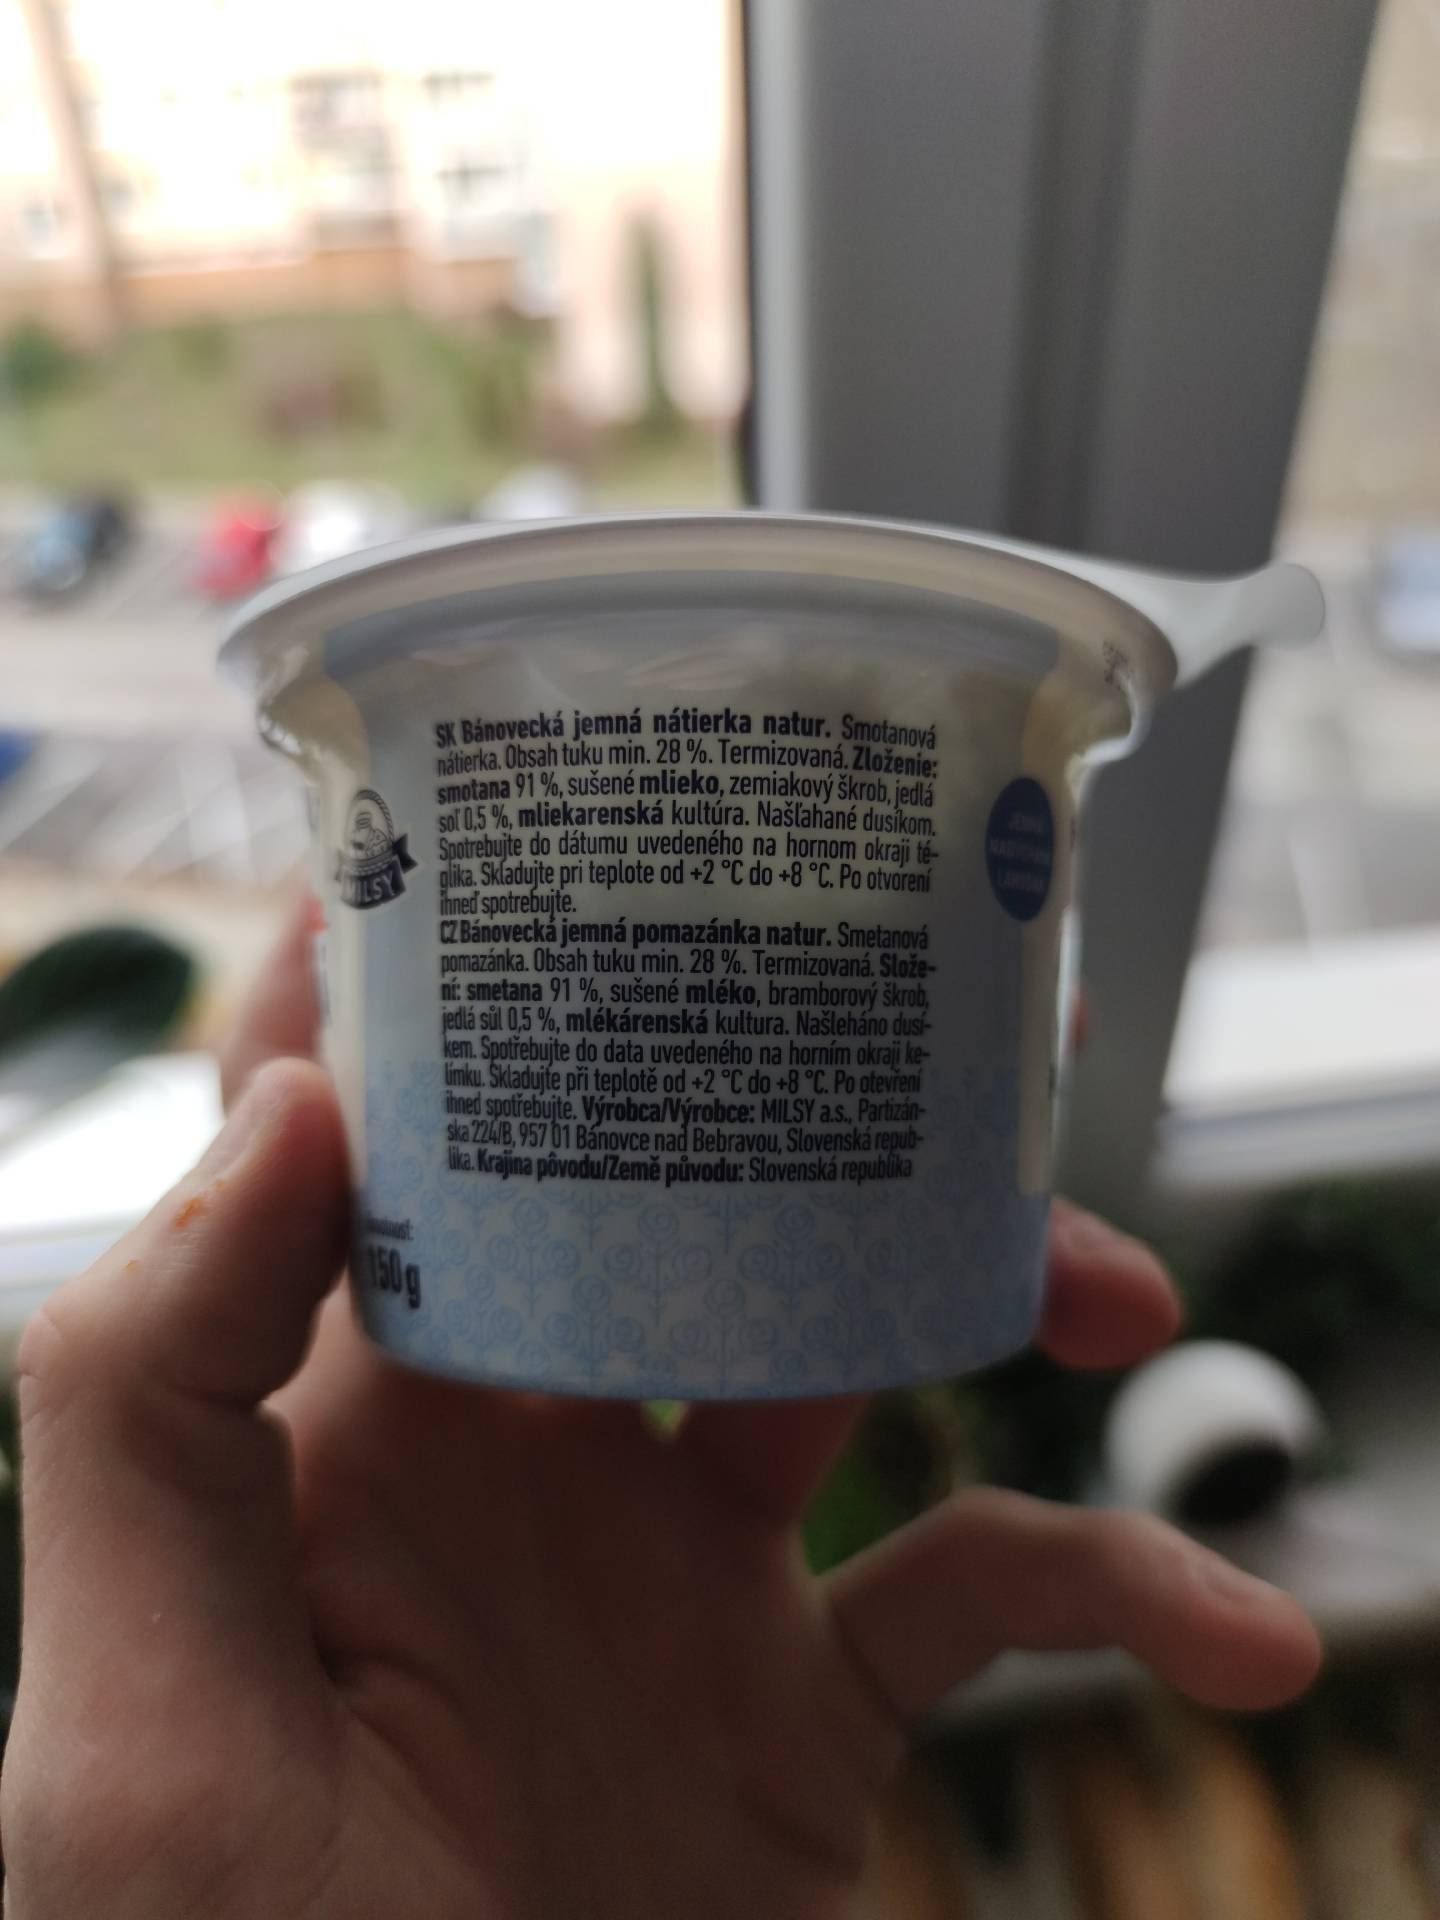 SK Bánovecká jemná nátierka natur. Smotanová
nátierka. Obsah tuku min. 28 %. Termizovaná. Zloženie:
smotana 91 %, sušené mlieko, zemiakový škrob, jedlá
soľ 0,5 %, mliekarenská kultúra. Našľahané dusíkom.
Spotrebujte do dátumu uvedeného na hornom okraji té-
glika. Skladujte pri teplote od +2 °C do +8 °C. Po otvorení
ihneď spotrebujte.
CZ Bánovecká jemná pomazánka natur. Smetanová
pomazánka. Obsah tuku min. 28 %. Termizovaná. Slože-
ní: smetana 91 %, sušené mléko, bramborový škrob,
jedlá sůl 0,5 %, mlékárenská kultura. Našleháno dusí-
kem. Spotřebujte do data uvedeného na horním okraji ke-
límku. Skladujte při teplotě od +2 °C do +8 °C. Po otevření
ihned spotřebujte. Výrobca/Výrobce: MILSY a.s., Partizán-
ska 224/B, 957 01 Bánovce nad Bebravou, Slovenská repub-
lika. Krajina pôvodu/Země původu: Slovenská republika
MILSY
150 g